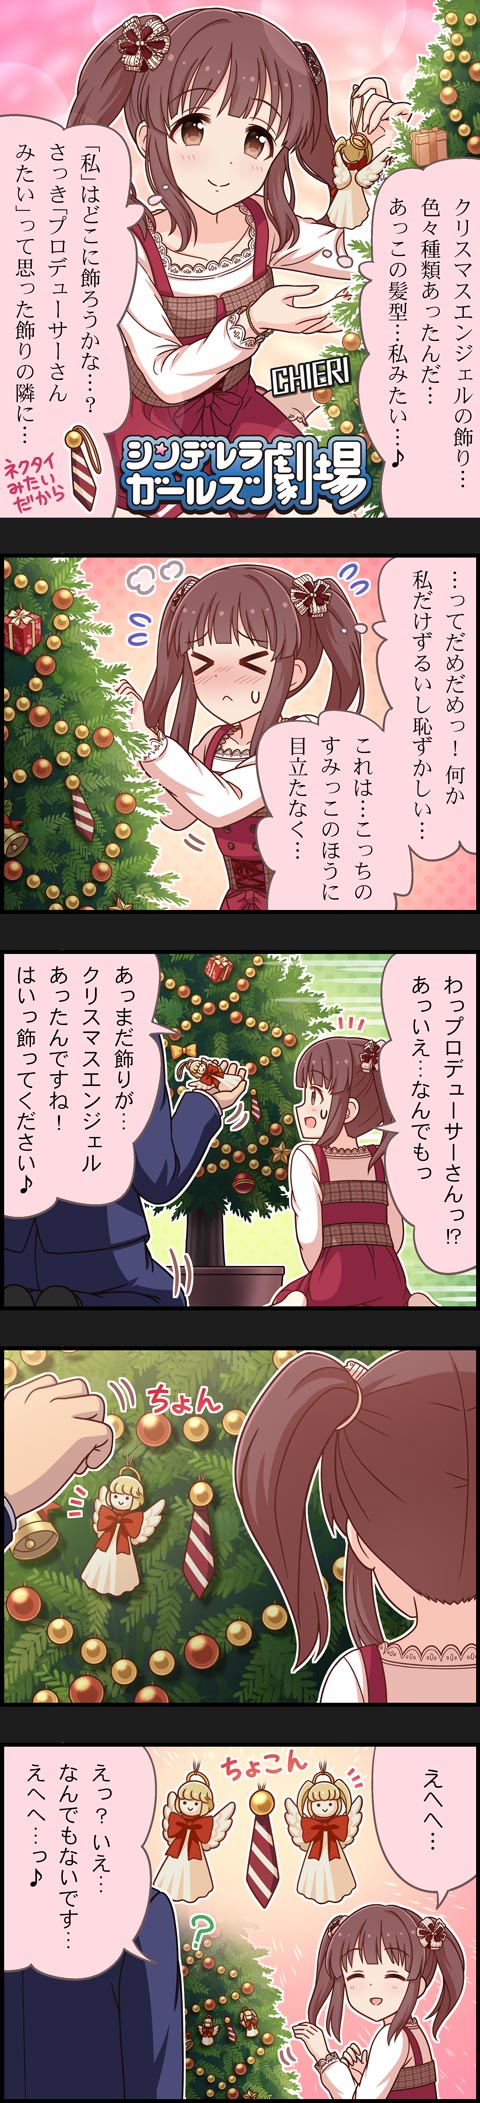 クリスマスエンジェルの飾り…
色々種類あったんだ…
あっこの髪型…私みたい…♪
「私」はどこに飾ろうかな…?
さっき「プロデューサーさん
みたい」って思った飾りの隣に…
ネクタイ
みたい
だから
CHIERI
シンデレラ
ガールズ劇場
…ってだめだめっ!何か
私だけずるいし恥ずかしい…
これは…こっちの
すみっこのほうに
目立たなく…
わっプロデューサーさんっ!?
あっいえ…なんでもっ
あっまだ飾りが…
クリスマスエンジェル
あったんですね!
はいっ飾ってください♪
ちょん
ちょこん
えへへ…
?
えっ?いえ…
なんでもないです…
えへへ…っ♪